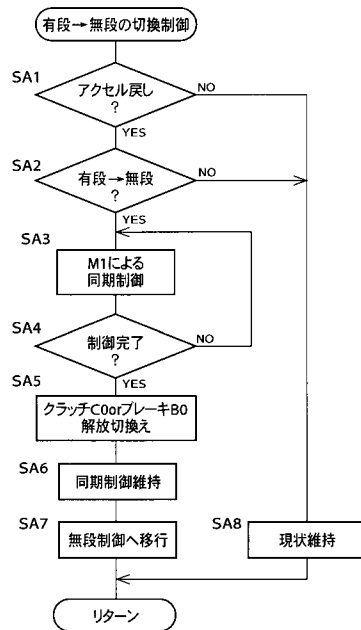 有段→無段の切換制御
SA1
アクセル戻し
?
NO
YES
SA2
有段→無段
?
NO
YES
SA3
M1による
同期制御
SA4
制御完了
?
NO
YES
SA5
クラッチC0orブレーキB0
解放切換え
SA6
同期制御維持
SA7
無段制御へ移行
SA8
現状維持
リターン